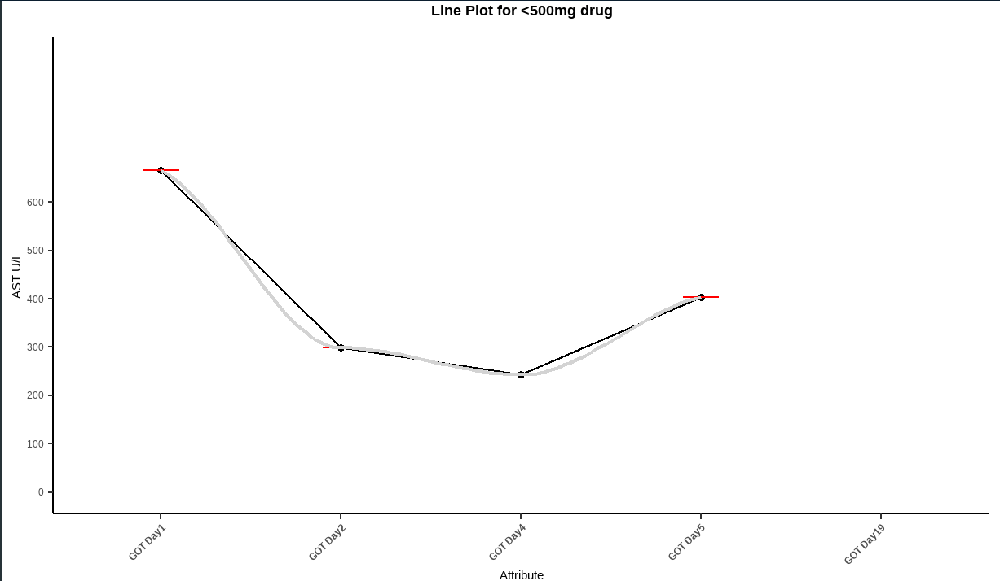 Line Plot for <500mg drug
AST U/L
600
500
400
300
200
100
0
GOT Day1
GOT Day2
GOT Day4
GOT Day5
GOT Day19
Attribute